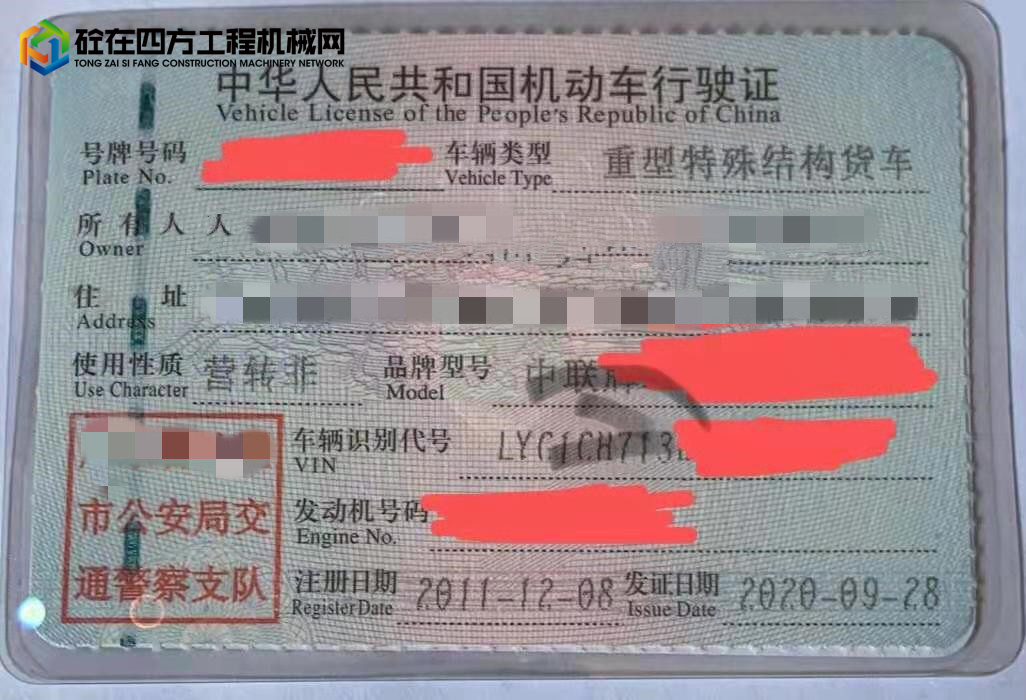 砼在四方工程机械网
TONG ZAI SI FANG CONSTRUCTION MACHINERY NETWORK
中华人民共和国机动车行驶证
Vehicle License of the People's Republic of China
号牌号码 车辆类型 重型特殊结构货车
Plate No. Vehicle Type
所有人 人
Owner
住址
Address
使用性质 营转非 品牌型号 中联牌
Use Character Model
车辆识别代号 LYG1CH713
VIN
市公安局交
通警察支队
发动机号码
Engine No.
注册日期 2011-12-08 发证日期 2020-09-28
Register Date Issue Date